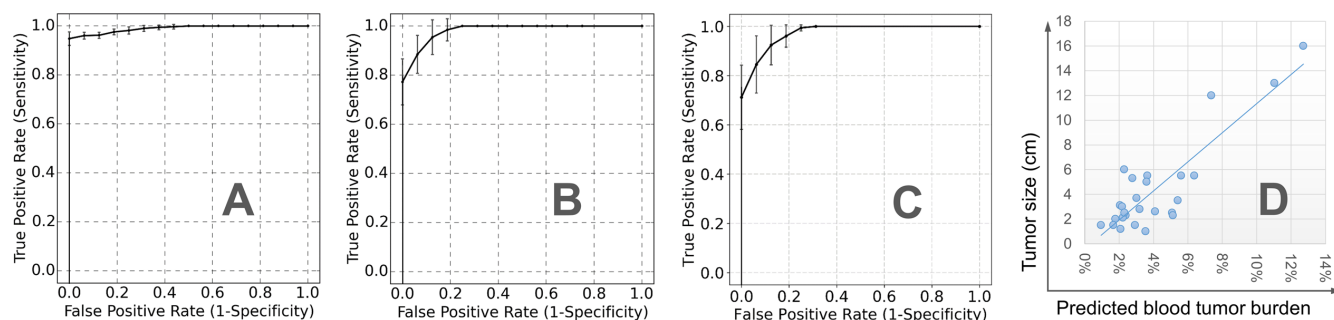 1.0
0.8
0.6
0.4
0.2
0.0
0.0 0.2 0.4 0.6 0.8 1.0
True Positive Rate (Sensitivity)
False Positive Rate (1-Specificity)
A
1.0
0.8
0.6
0.4
0.2
0.0
0.0 0.2 0.4 0.6 0.8 1.0
True Positive Rate (Sensitivity)
False Positive Rate (1-Specificity)
B
1.0
0.8
0.6
0.4
0.2
0.0
0.0 0.2 0.4 0.6 0.8 1.0
True Positive Rate (Sensitivity)
False Positive Rate (1-Specificity)
C
18
16
14
12
10
8
6
4
2
0
0% 2% 4% 6% 8% 10% 12% 14%
Tumor size (cm)
Predicted blood tumor burden
D